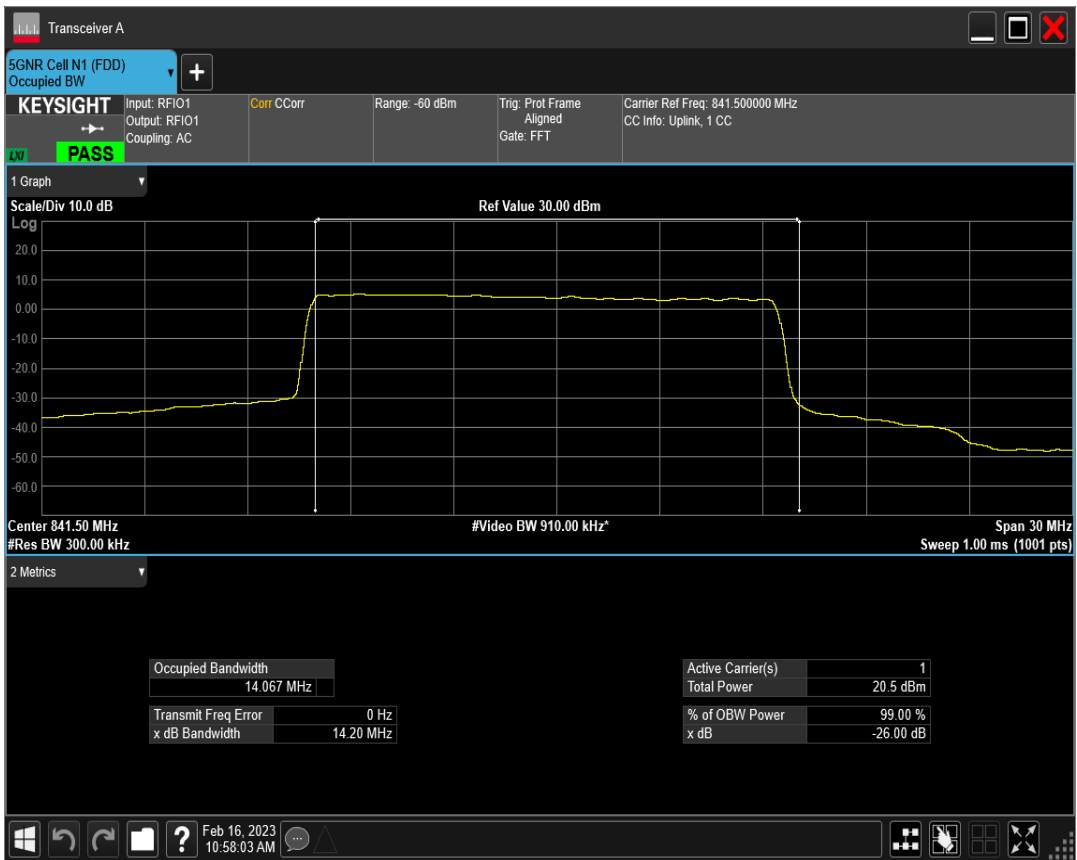 Transceiver A
5GNR Cell N1 (FDD)
Occupied BW
+
KEYSIGHT
LXI
PASS
Input: RFIO1
Output: RFIO1
Coupling: AC
Corr CCorr
Range: -60 dBm
Trig: Prot Frame
Aligned
Gate: FFT
Carrier Ref Freq: 841.500000 MHz
CC Info: Uplink, 1 CC
1 Graph
Scale/Div 10.0 dB
Ref Value 30.00 dBm
Log
20.0
10.0
0.00
-10.0
-20.0
-30.0
-40.0
-50.0
-60.0
Center 841.50 MHz
#Video BW 910.00 kHz*
Span 30 MHz
#Res BW 300.00 kHz
Sweep 1.00 ms (1001 pts)
2 Metrics
Occupied Bandwidth
14.067 MHz
Transmit Freq Error 0 Hz
x dB Bandwidth 14.20 MHz
Active Carrier(s) 1
Total Power 20.5 dBm
% of OBW Power 99.00 %
x dB -26.00 dB
?
Feb 16, 2023
10:58:03 AM